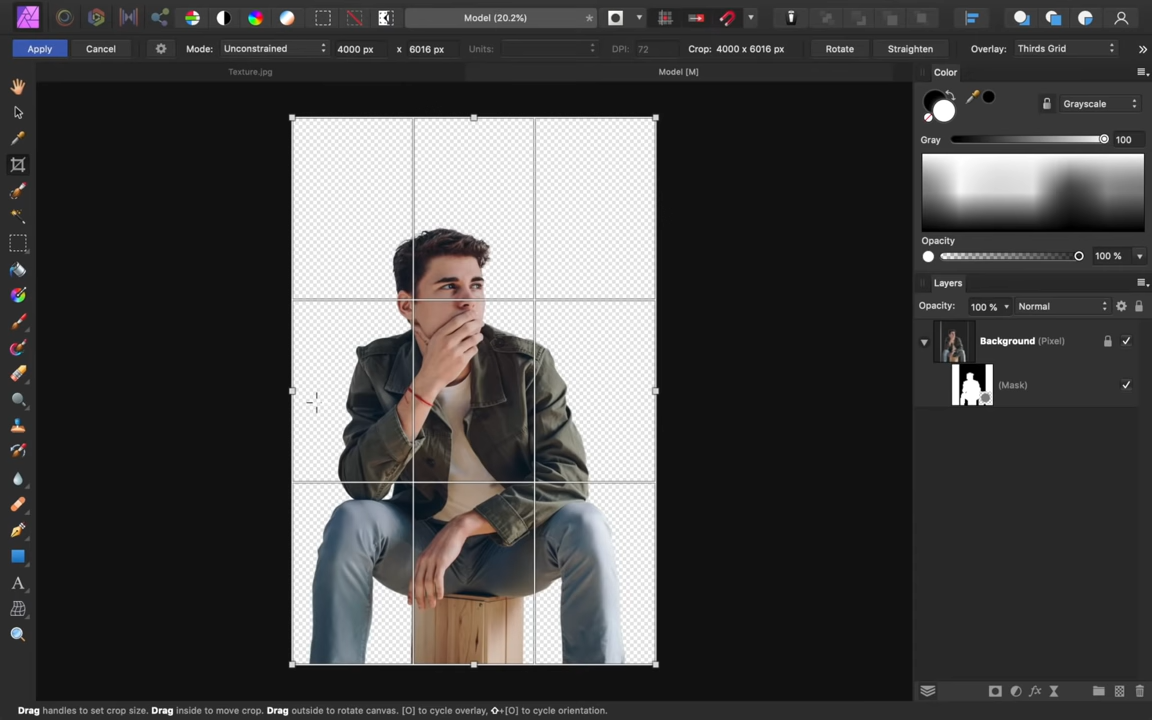 Model (20.2%)
*
Apply
Cancel
Mode:
Unconstrained
4000 px
x
6016 px
Units:
DPI:
72
Crop: 4000 x 6016 px
Rotate
Straighten
Overlay:
Thirds Grid
Texture.jpg
Model [M]
Color
Grayscale
Gray
100
Opacity
100 %
Layers
Opacity:
100 %
Normal
Background (Pixel)
(Mask)
A
fx
Drag handles to set crop size. Drag inside to move crop. Drag outside to rotate canvas. [O] to cycle overlay, ⇧+[O] to cycle orientation.